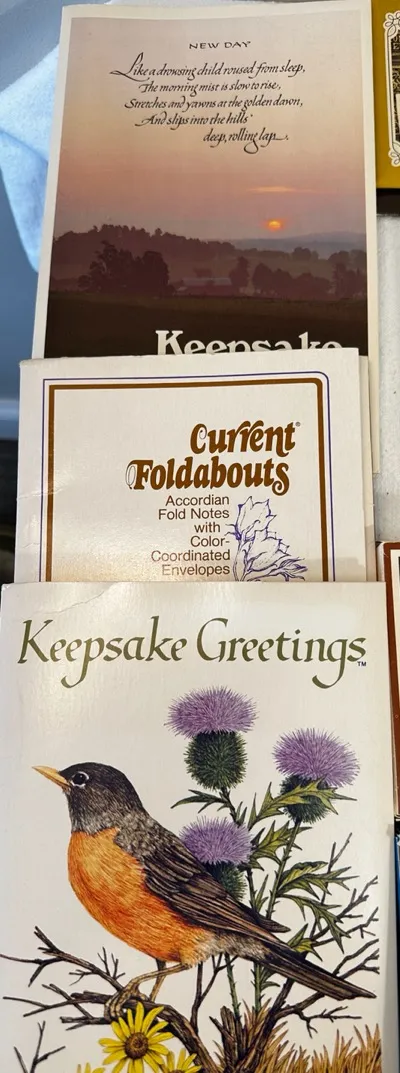 NEW DAY
Like a drowsing child roused from sleep,
The morning mist is slow to rise,
Stretches and yawns at the golden dawn,
And slips into the hills'
deep, rolling lap...
Keepsake
Current®
Foldabouts
Accordian
Fold Notes
with
Color-
Coordinated
Envelopes
Keepsake Greetings™